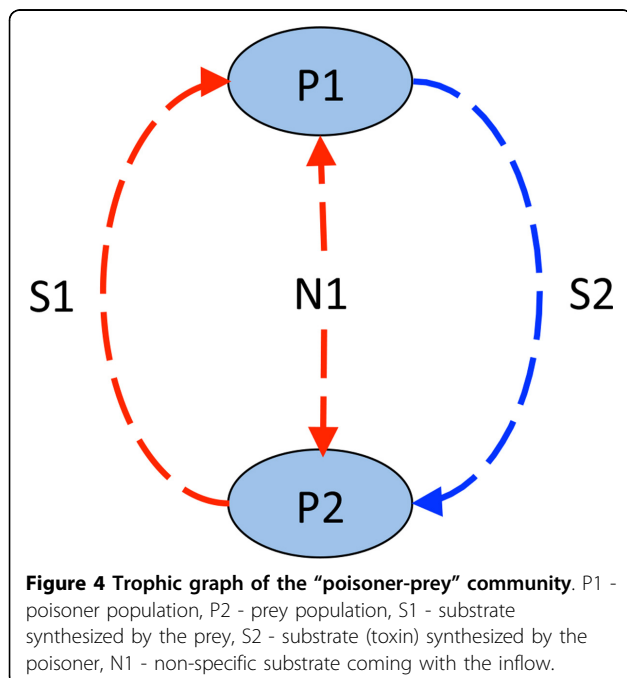 P1
S1
N1
S2
P2
Figure 4 Trophic graph of the “poisoner-prey” community. P1 -
poisoner population, P2 - prey population, S1 - substrate
synthesized by the prey, S2 - substrate (toxin) synthesized by the
poisoner, N1 - non-specific substrate coming with the inflow.